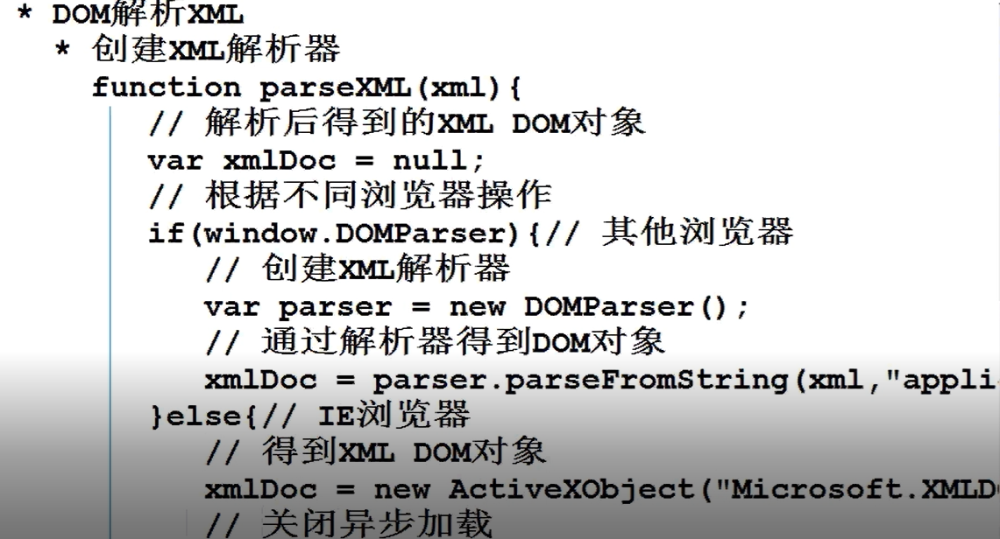 * DOM解析XML
* 创建XML解析器
function parseXML(xml){
// 解析后得到的XML DOM对象
var xmlDoc = null;
// 根据不同浏览器操作
if(window.DOMParser){// 其他浏览器
// 创建XML解析器
var parser = new DOMParser();
// 通过解析器得到DOM对象
xmlDoc = parser.parseFromString(xml,"appli
}else{// IE浏览器
// 得到XML DOM对象
xmlDoc = new ActiveXObject("Microsoft.XMLD
// 关闭异步加载